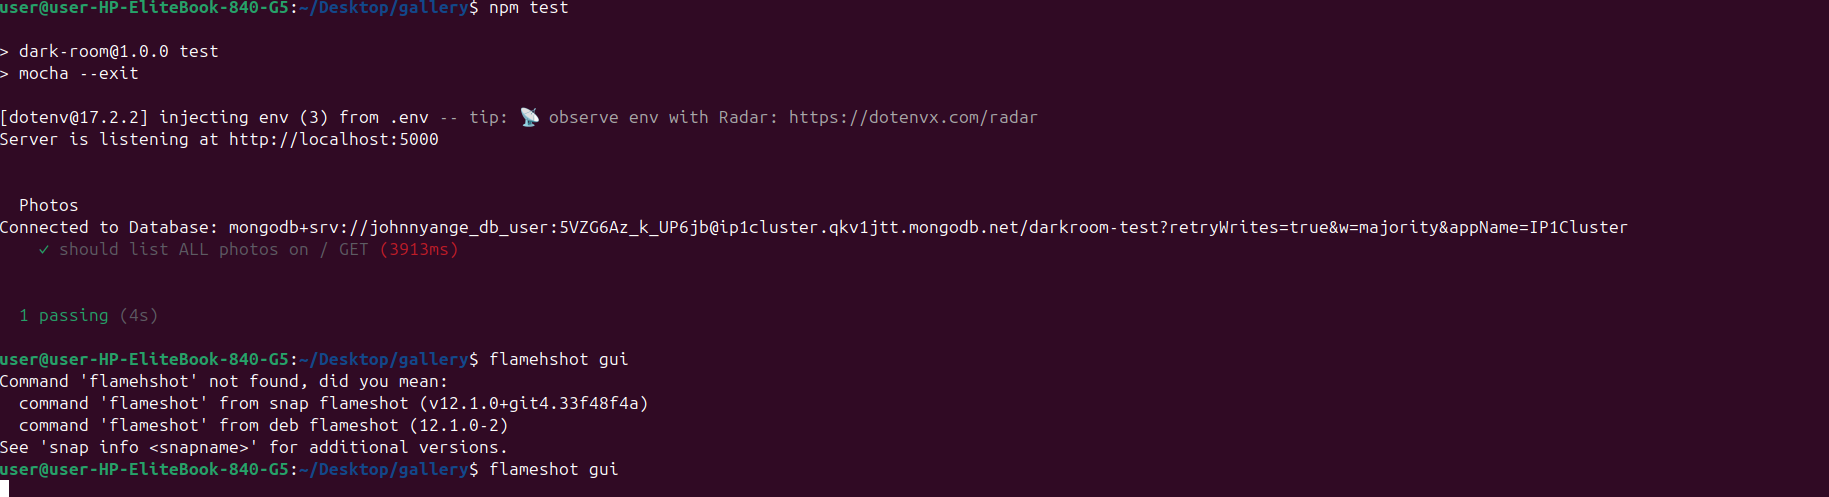 user@user-HP-EliteBook-840-G5:~/Desktop/gallery$ npm test
> dark-room@1.0.0 test
> mocha --exit
[dotenv@17.2.2] injecting env (3) from .env -- tip: 📡 observe env with Radar: https://dotenvx.com/radar
Server is listening at http://localhost:5000
Photos
Connected to Database: mongodb+srv://johnnyange_db_user:5VZG6Az_k_UP6jb@ip1cluster.qkv1jtt.mongodb.net/darkroom-test?retryWrites=true&w=majority&appName=IP1Cluster
✓ should list ALL photos on / GET (3913ms)
1 passing (4s)
user@user-HP-EliteBook-840-G5:~/Desktop/gallery$ flamehshot gui
Command 'flamehshot' not found, did you mean:
command 'flameshot' from snap flameshot (v12.1.0+git4.33f48f4a)
command 'flameshot' from deb flameshot (12.1.0-2)
See 'snap info <snapname>' for additional versions.
user@user-HP-EliteBook-840-G5:~/Desktop/gallery$ flameshot gui